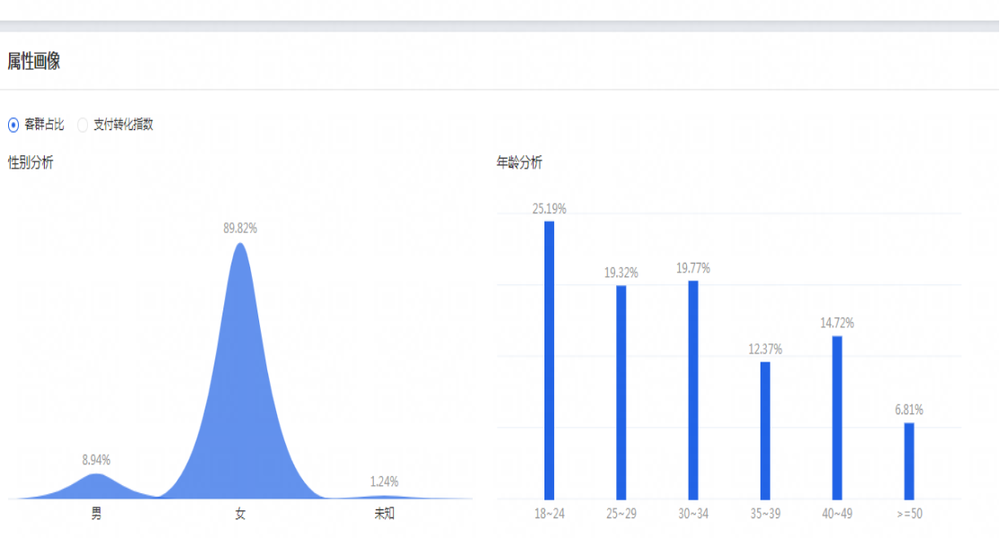 属性画像
客群占比 支付转化指数
性别分析
89.82%
8.94%
1.24%
男 女 未知
年龄分析
25.19%
19.32% 19.77%
12.37%
14.72%
6.81%
18~24 25~29 30~34 35~39 40~49 >=50